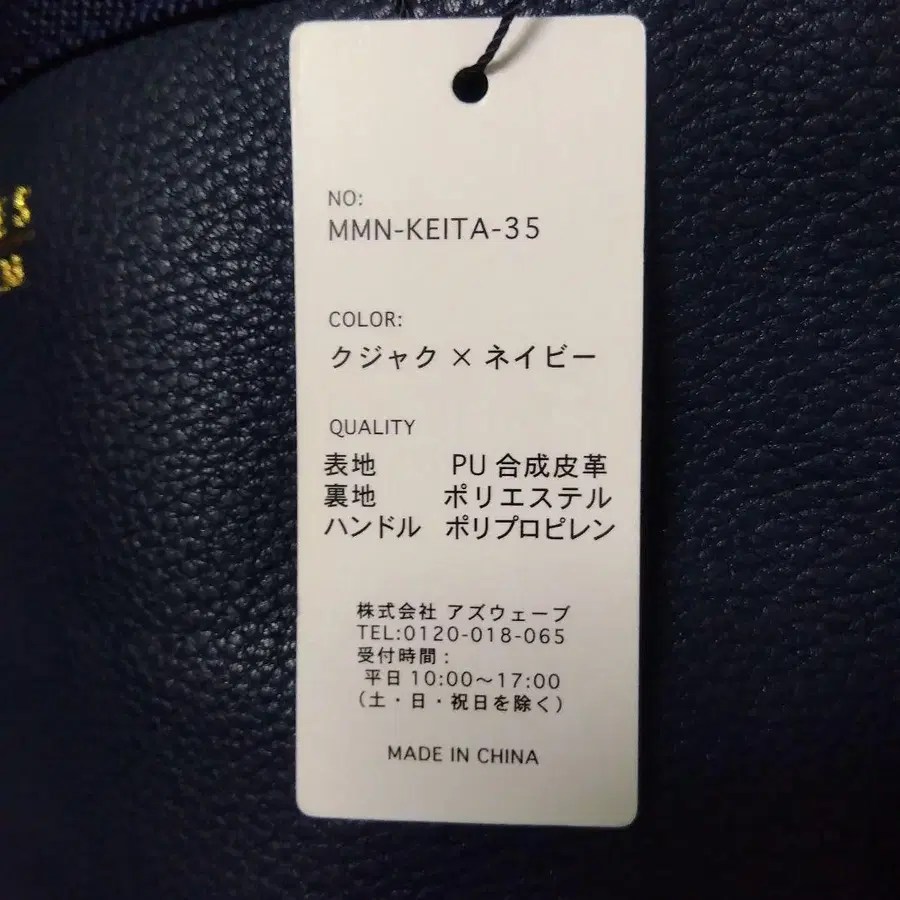 NO:
MMN-KEITA-35
COLOR:
クジャク × ネイビー
QUALITY
表地 PU 合成皮革
裏地 ポリエステル
ハンドル ポリプロピレン
株式会社 アズウェーブ
TEL:0120-018-065
受付時間：
平日 10:00～17:00
（土・日・祝日を除く）
MADE IN CHINA